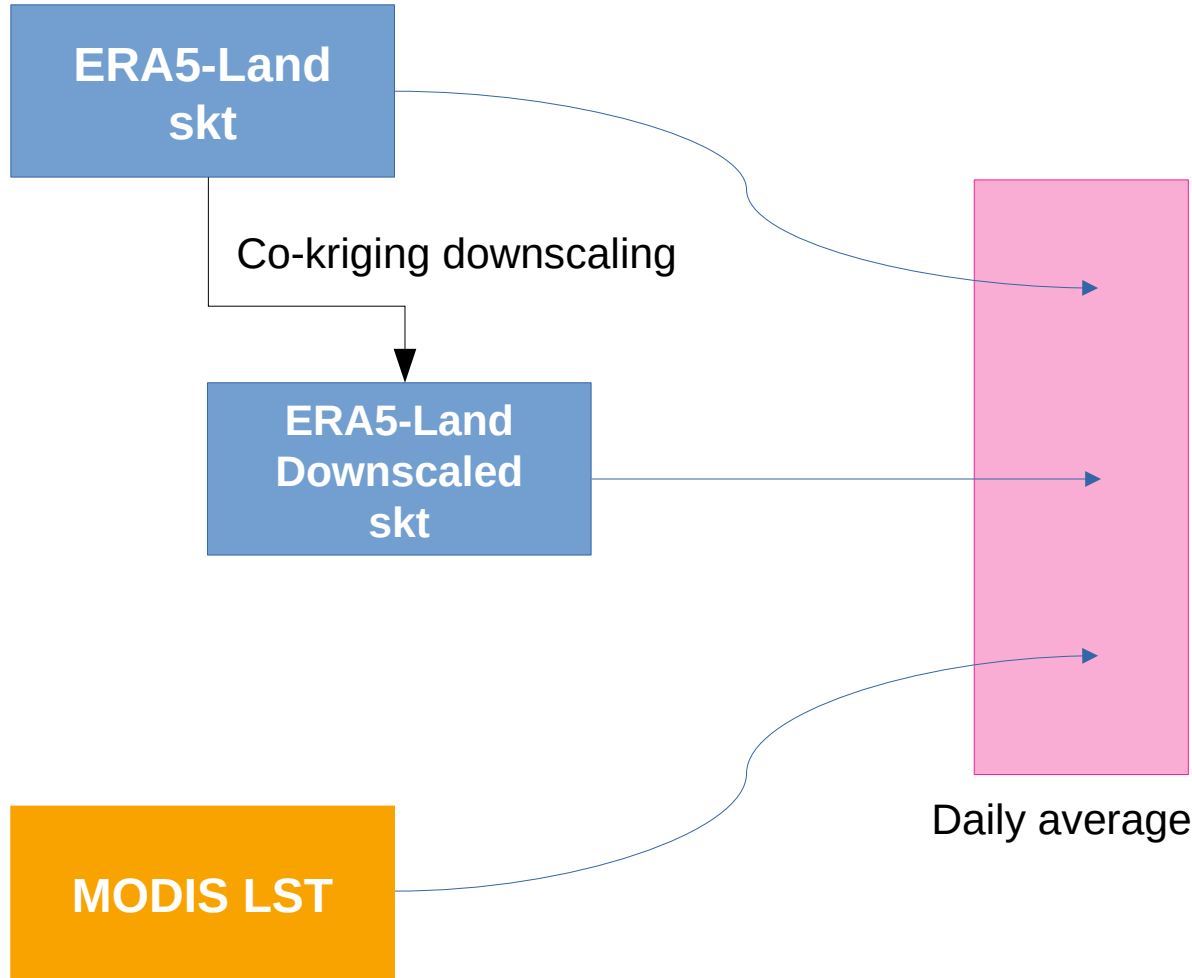 ERA5-Land
skt
Co-kriging downscaling
ERA5-Land
Downscaled
skt
Daily average
MODIS LST